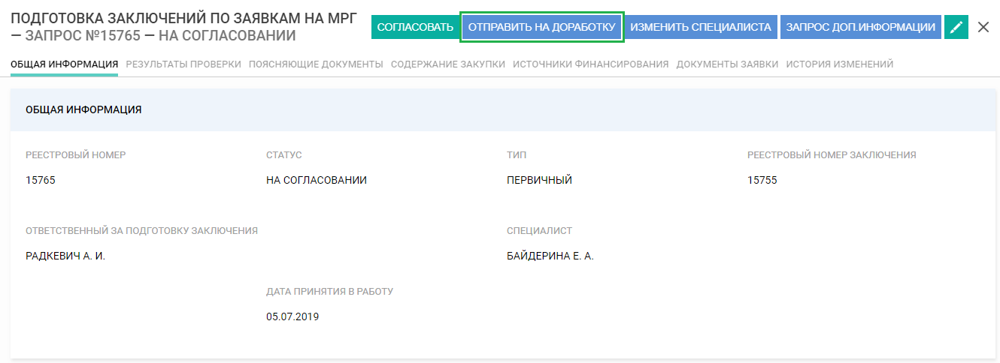 ПОДГОТОВКА ЗАКЛЮЧЕНИЙ ПО ЗАЯВКАМ НА МРГ
— ЗАПРОС №15765 — НА СОГЛАСОВАНИИ
СОГЛАСОВАТЬ ОТПРАВИТЬ НА ДОРАБОТКУ ИЗМЕНИТЬ СПЕЦИАЛИСТА ЗАПРОС ДОП.ИНФОРМАЦИИ
ОБЩАЯ ИНФОРМАЦИЯ РЕЗУЛЬТАТЫ ПРОВЕРКИ ПОЯСНЯЮЩИЕ ДОКУМЕНТЫ СОДЕРЖАНИЕ ЗАКУПКИ ИСТОЧНИКИ ФИНАНСИРОВАНИЯ ДОКУМЕНТЫ ЗАЯВКИ ИСТОРИЯ ИЗМЕНЕНИЙ
ОБЩАЯ ИНФОРМАЦИЯ
РЕЕСТРОВЫЙ НОМЕР СТАТУС ТИП РЕЕСТРОВЫЙ НОМЕР ЗАКЛЮЧЕНИЯ
15765 НА СОГЛАСОВАНИИ ПЕРВИЧНЫЙ 15755
ОТВЕТСТВЕННЫЙ ЗА ПОДГОТОВКУ ЗАКЛЮЧЕНИЯ СПЕЦИАЛИСТ
РАДКЕВИЧ А. И. БАЙДЕРИНА Е. А.
ДАТА ПРИНЯТИЯ В РАБОТУ
05.07.2019